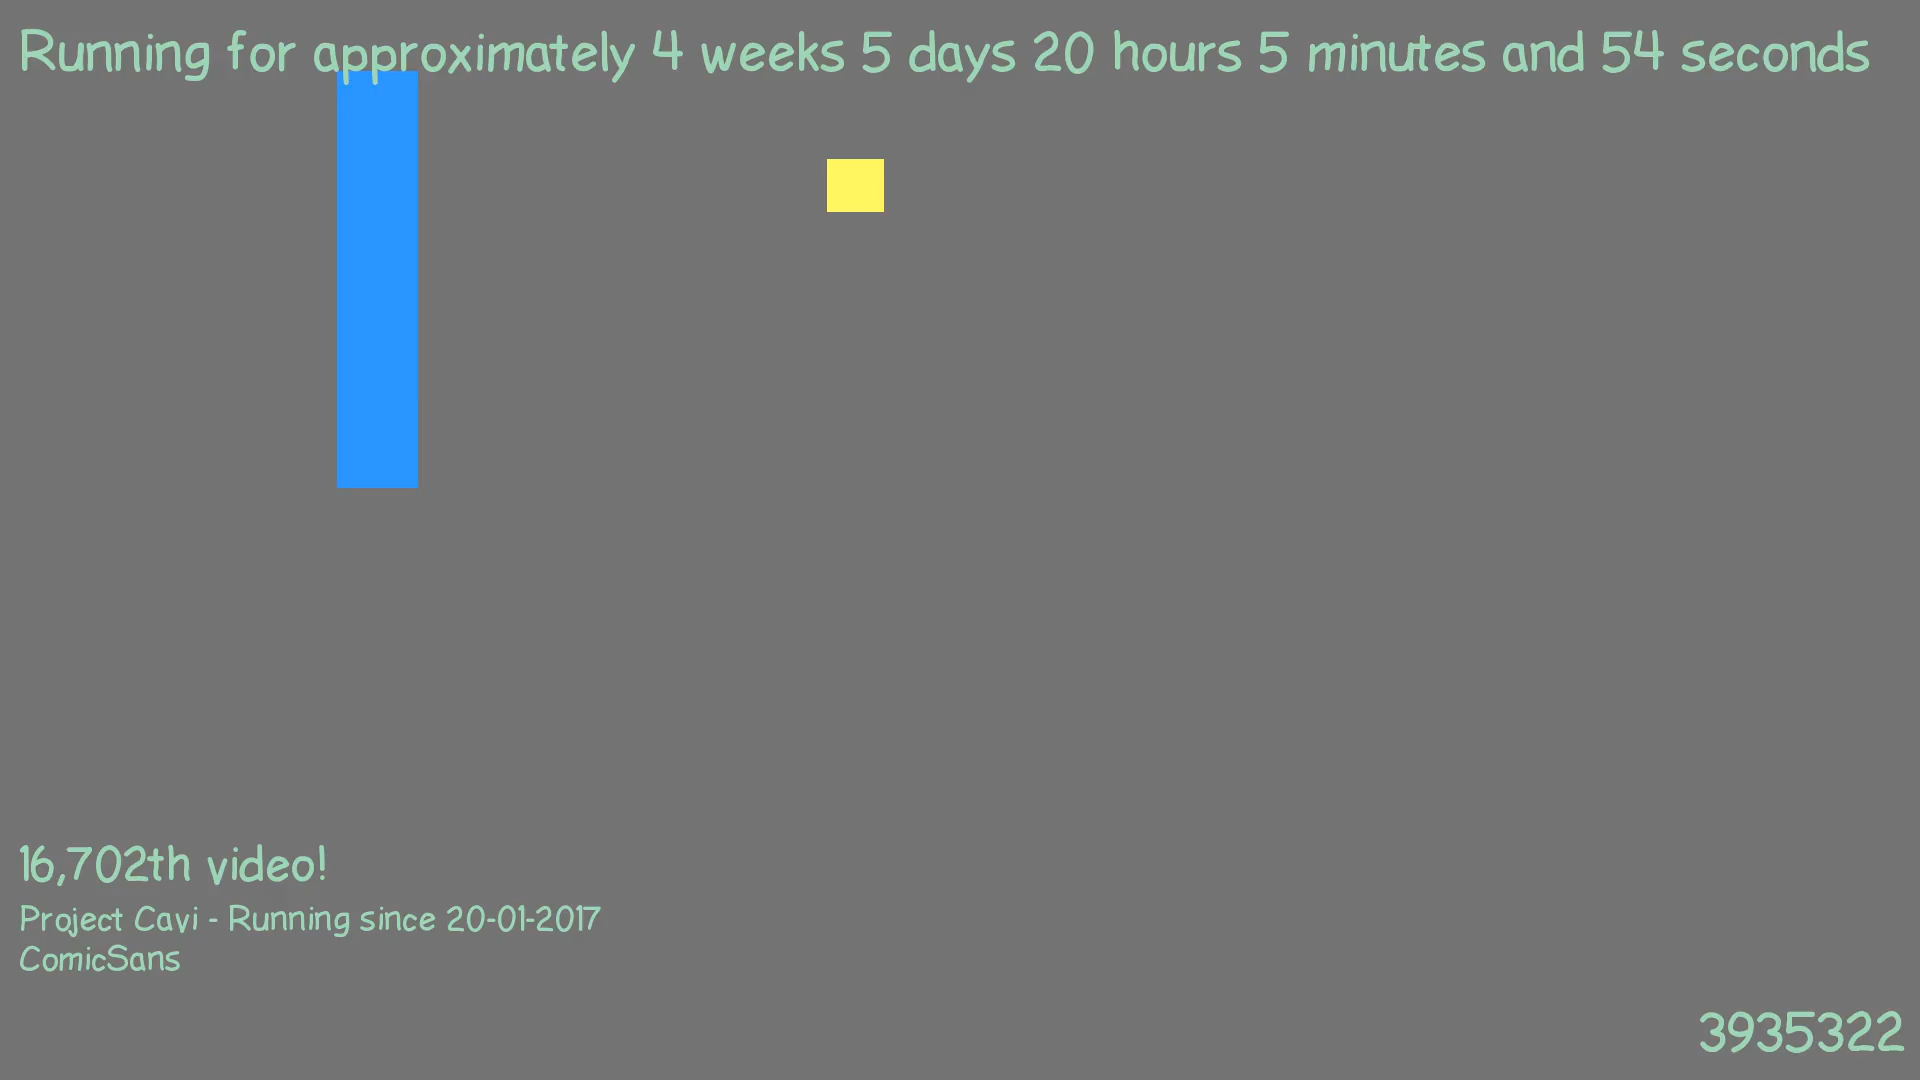 Running for approximately 4 weeks 5 days 20 hours 5 minutes and 54 seconds
16,702th video!
Project Cavi - Running since 20-01-2017
ComicSans
3935322